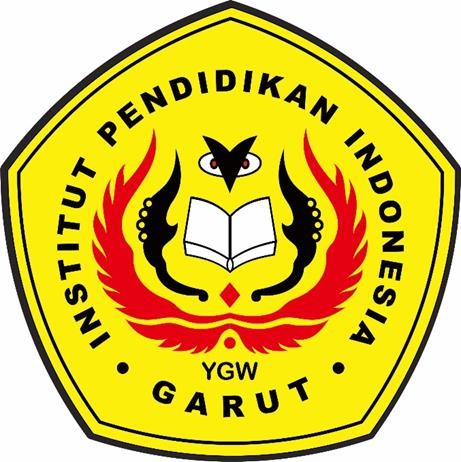 INSTITUT PENDIDIKAN INDONESIA
YGW
GARUT